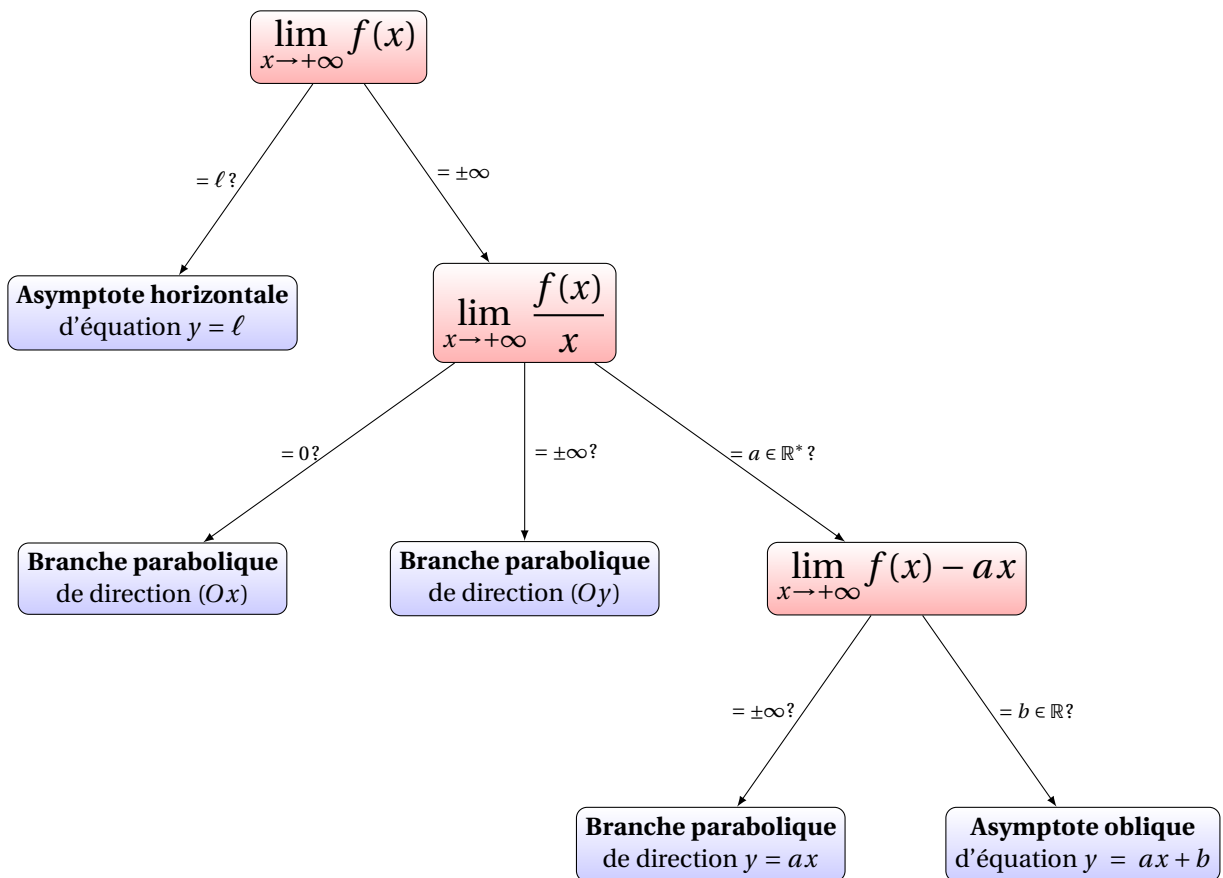 lim f(x)
x→+∞
= ℓ ?
= ±∞
Asymptote horizontale
d'équation y = ℓ
lim f(x)/x
x→+∞
= 0?
= ±∞?
= a ∈ ℝ* ?
Branche parabolique
de direction (Ox)
Branche parabolique
de direction (Oy)
lim f(x) − ax
x→+∞
= ±∞?
= b ∈ ℝ?
Branche parabolique
de direction y = ax
Asymptote oblique
d'équation y = ax + b